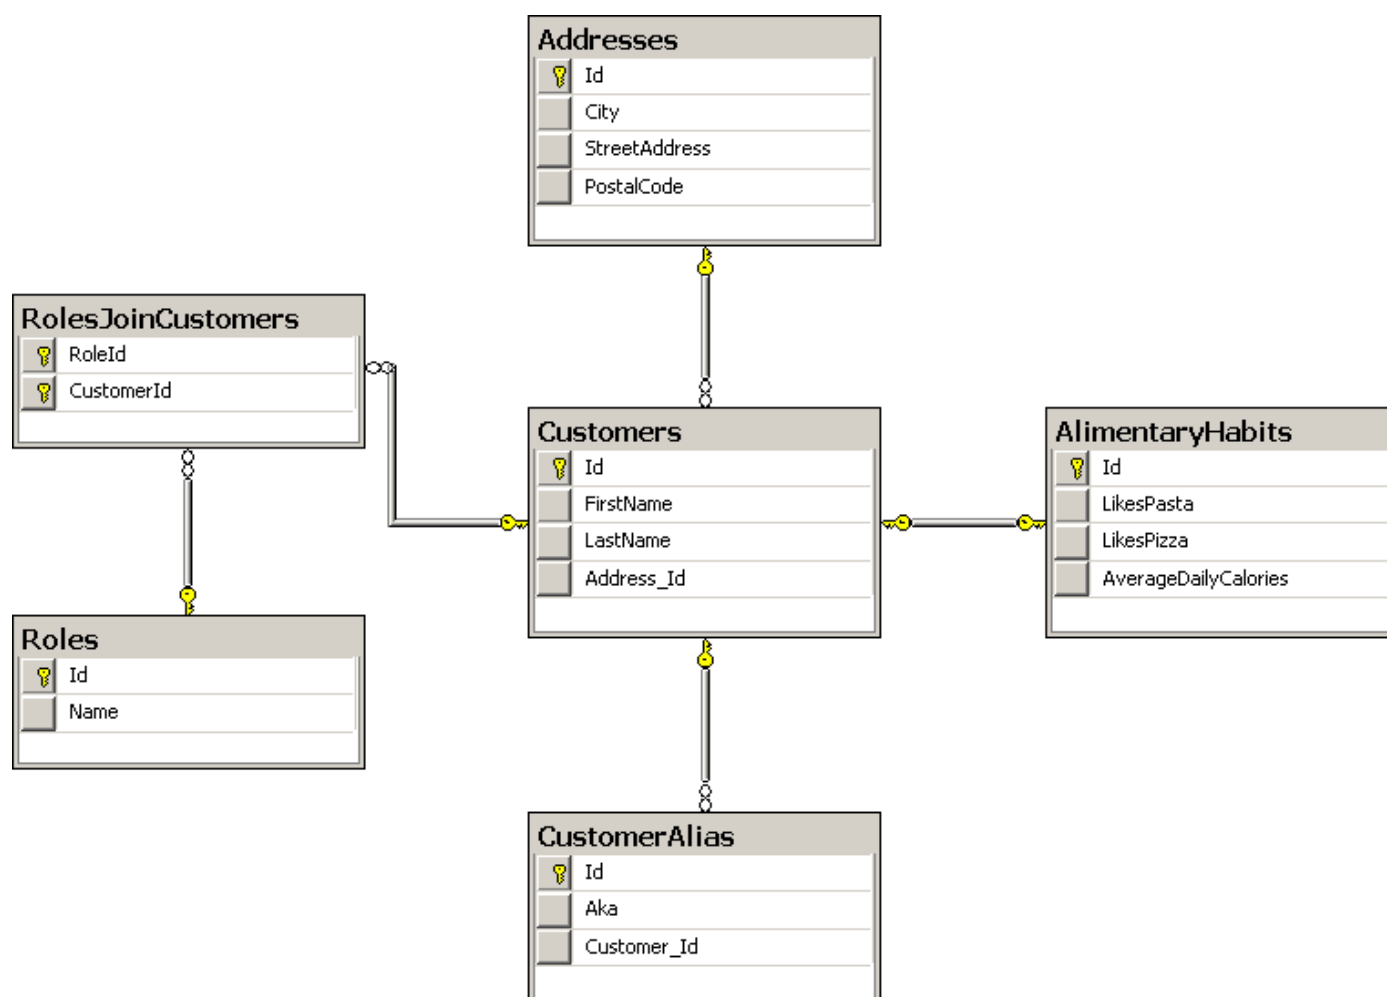 Addresses
Id
City
StreetAddress
PostalCode
RolesJoinCustomers
RoleId
CustomerId
Customers
Id
FirstName
LastName
Address_Id
AlimentaryHabits
Id
LikesPasta
LikesPizza
AverageDailyCalories
Roles
Id
Name
CustomerAlias
Id
Aka
Customer_Id